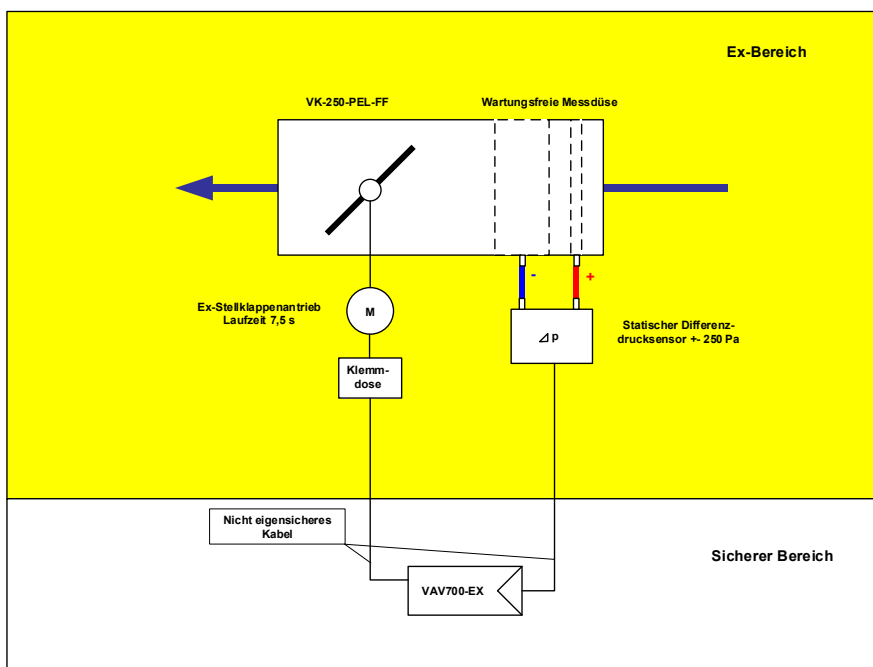 Ex-Bereich
VK-250-PEL-FF
Wartungsfreie Messdüse
-
+
Ex-Stellklappenantrieb
Laufzeit 7,5 s
M
⊿ p
Statischer Differenz-
drucksensor +- 250 Pa
Klemm-
dose
Nicht eigensicheres
Kabel
Sicherer Bereich
VAV700-EX